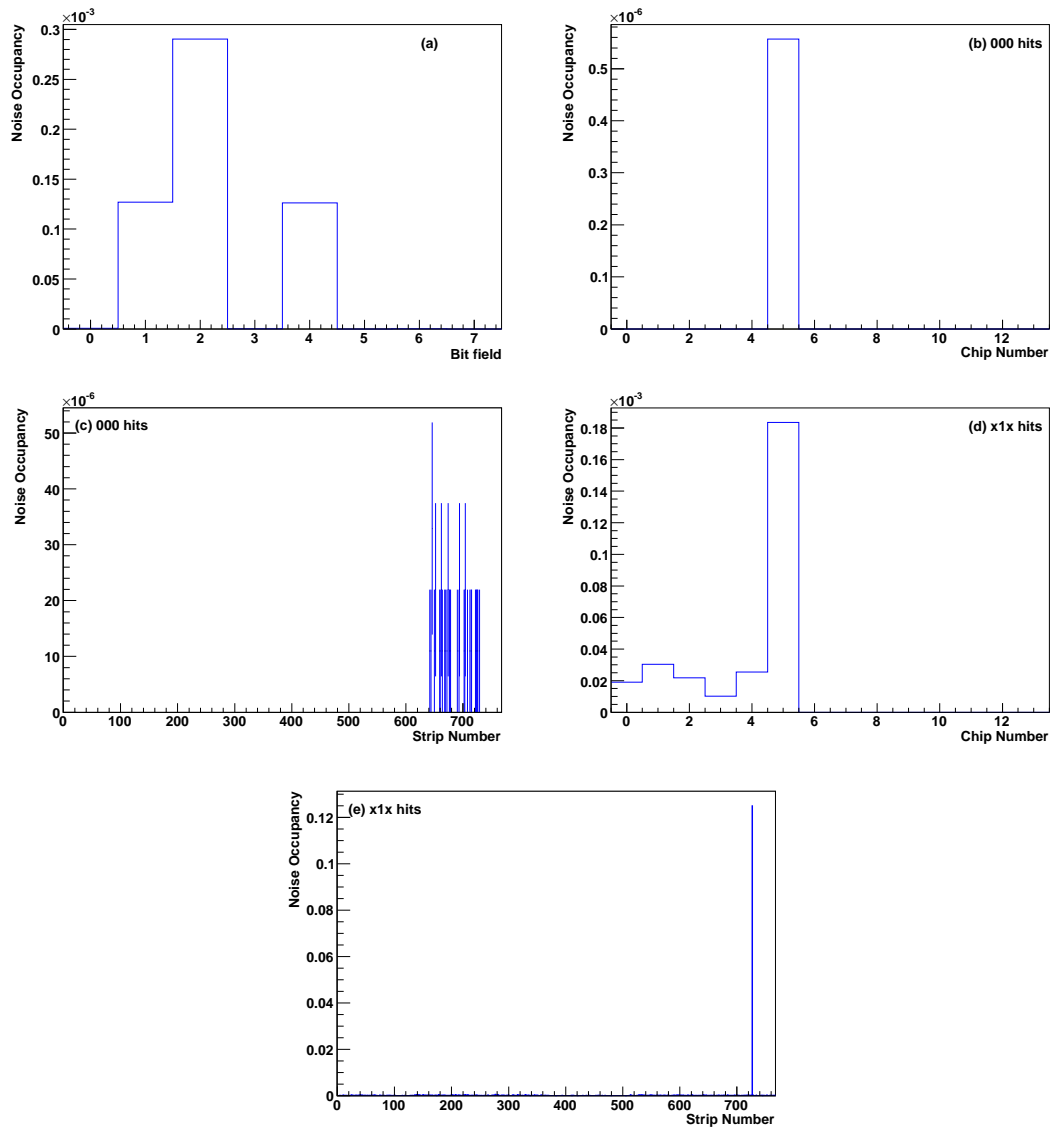 ×10⁻³
Noise Occupancy
(a)
0.3
0.25
0.2
0.15
0.1
0.05
0
0 1 2 3 4 5 6 7
Bit field
×10⁻⁶
Noise Occupancy
(b) 000 hits
0.5
0.4
0.3
0.2
0.1
0
0 2 4 6 8 10 12
Chip Number
×10⁻⁶
Noise Occupancy
(c) 000 hits
50
40
30
20
10
0
0 100 200 300 400 500 600 700
Strip Number
×10⁻³
Noise Occupancy
(d) x1x hits
0.18
0.16
0.14
0.12
0.1
0.08
0.06
0.04
0.02
0
0 2 4 6 8 10 12
Chip Number
Noise Occupancy
(e) x1x hits
0.12
0.1
0.08
0.06
0.04
0.02
0
0 100 200 300 400 500 600 700
Strip Number